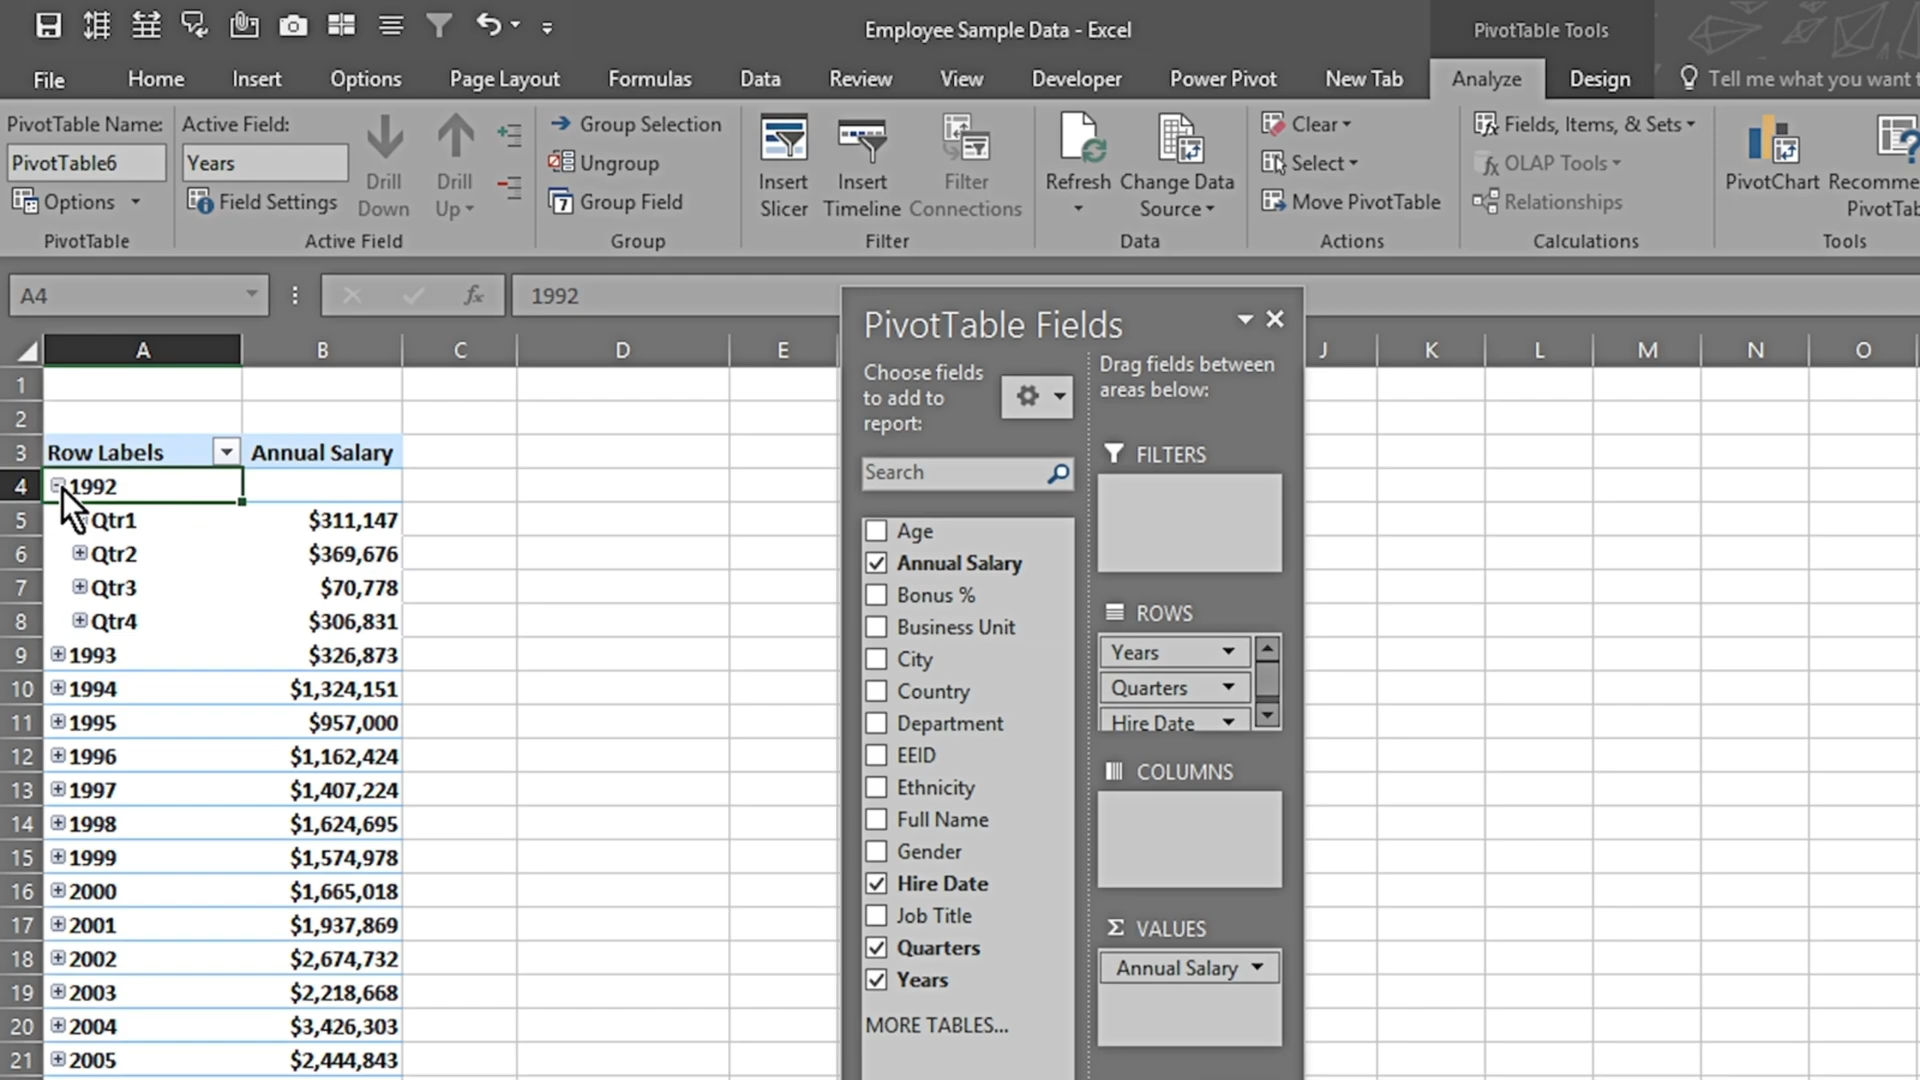 Employee Sample Data - Excel
PivotTable Tools
File Home Insert Options Page Layout Formulas Data Review View Developer Power Pivot New Tab Analyze Design Tell me what you want
PivotTable Name:
PivotTable6
Options
PivotTable
Active Field:
Years
Field Settings
Drill Down
Drill Up
Active Field
Group Selection
Ungroup
7 Group Field
Group
Insert Slicer
Insert Timeline
Filter Connections
Filter
Refresh
Change Data Source
Data
Clear
Select
Move PivotTable
Actions
fx Fields, Items, & Sets
fx OLAP Tools
Relationships
Calculations
PivotChart
Tools
A4
fx
1992
A B C D E J K L M N O
1
2
3 Row Labels Annual Salary
4 1992
5 Qtr1 $311,147
6 Qtr2 $369,676
7 Qtr3 $70,778
8 Qtr4 $306,831
9 1993 $326,873
10 1994 $1,324,151
11 1995 $957,000
12 1996 $1,162,424
13 1997 $1,407,224
14 1998 $1,624,695
15 1999 $1,574,978
16 2000 $1,665,018
17 2001 $1,937,869
18 2002 $2,674,732
19 2003 $2,218,668
20 2004 $3,426,303
21 2005 $2,444,843
PivotTable Fields
Choose fields
to add to
report:
Search
Age
Annual Salary
Bonus %
Business Unit
City
Country
Department
EEID
Ethnicity
Full Name
Gender
Hire Date
Job Title
Quarters
Years
MORE TABLES...
Drag fields between
areas below:
FILTERS
ROWS
Years
Quarters
Hire Date
COLUMNS
Σ VALUES
Annual Salary